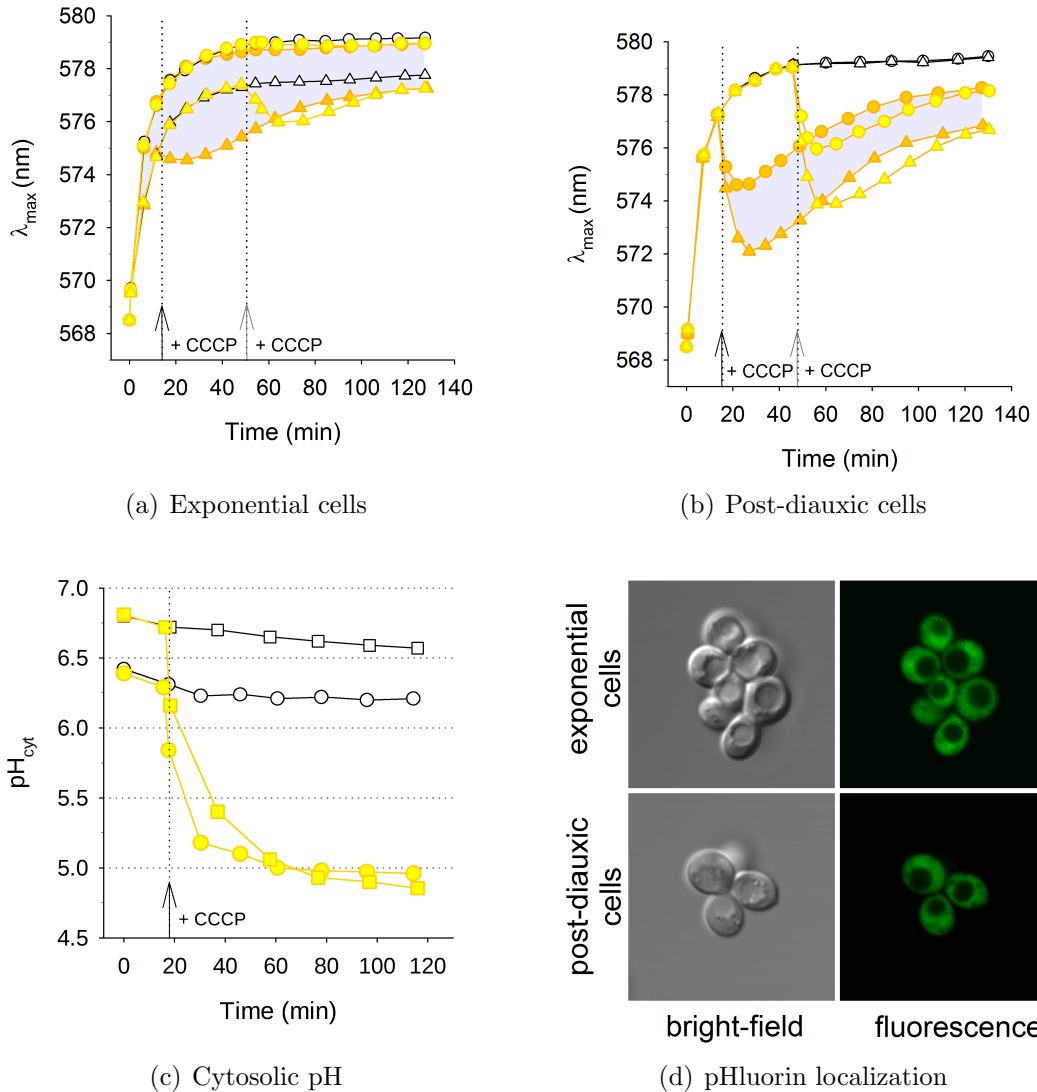 580
578
576
574
572
570
568
λmax (nm)
+ CCCP
+ CCCP
0 20 40 60 80 100 120 140
Time (min)
(a) Exponential cells
580
578
576
574
572
570
568
λmax (nm)
+ CCCP
+ CCCP
0 20 40 60 80 100 120 140
Time (min)
(b) Post-diauxic cells
7.0
6.5
6.0
5.5
5.0
4.5
pHcyt
+ CCCP
0 20 40 60 80 100 120
Time (min)
(c) Cytosolic pH
exponential
cells
post-diauxic
cells
bright-field
fluorescence
(d) pHluorin localization